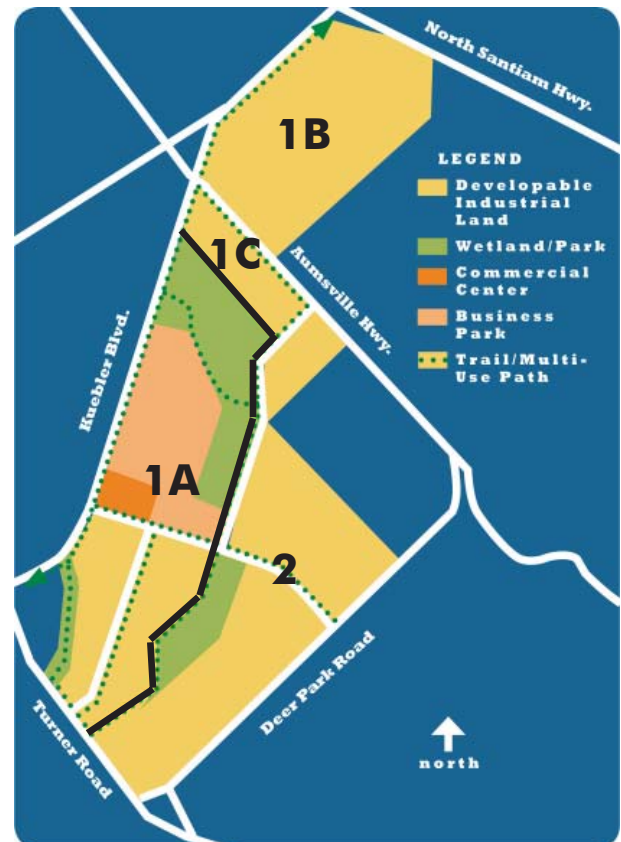 North Santiam Hwy.
1B
LEGEND
Developable
Industrial
Land
Wetland/Park
Commercial
Center
Business
Park
Trail/Multi-
Use Path
1C
Aumsville Hwy.
Kuebler Blvd.
1A
2
Deer Park Road
Turner Road
north